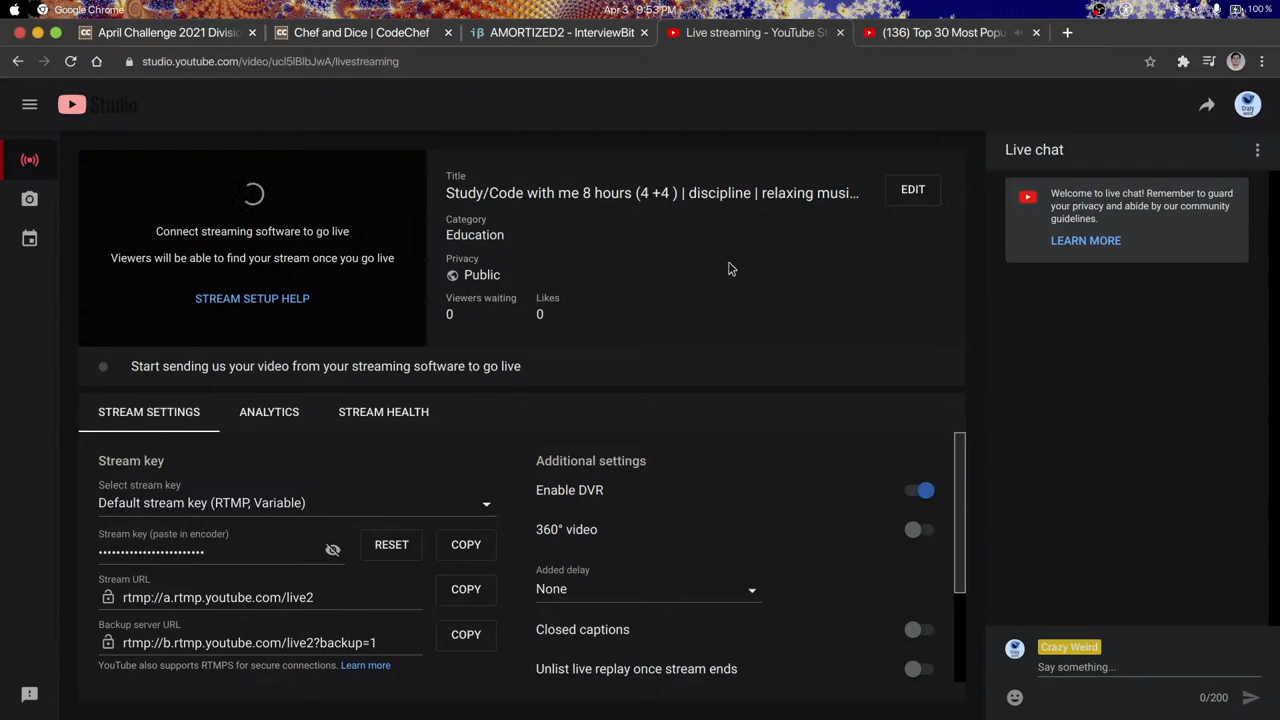 Google Chrome
Apr 3 9:53 PM
100 %
April Challenge 2021 Divisio
Chef and Dice | CodeChef
AMORTIZED2 - InterviewBit
Live streaming - YouTube S
(136) Top 30 Most Popu
studio.youtube.com/video/ucl5lBlbJwA/livestreaming
Studio
Connect streaming software to go live
Viewers will be able to find your stream once you go live
STREAM SETUP HELP
Title
Study/Code with me 8 hours (4 +4 ) | discipline | relaxing musi...
EDIT
Category
Education
Privacy
Public
Viewers waiting
Likes
0
0
Start sending us your video from your streaming software to go live
STREAM SETTINGS
ANALYTICS
STREAM HEALTH
Stream key
Select stream key
Default stream key (RTMP, Variable)
Stream key (paste in encoder)
••••••••••••••••••••••••
RESET
COPY
Stream URL
rtmp://a.rtmp.youtube.com/live2
COPY
Backup server URL
rtmp://b.rtmp.youtube.com/live2?backup=1
COPY
YouTube also supports RTMPS for secure connections. Learn more
Additional settings
Enable DVR
360° video
Added delay
None
Closed captions
Unlist live replay once stream ends
Live chat
Welcome to live chat! Remember to guard
your privacy and abide by our community
guidelines.
LEARN MORE
Crazy Weird
Say something...
0/200